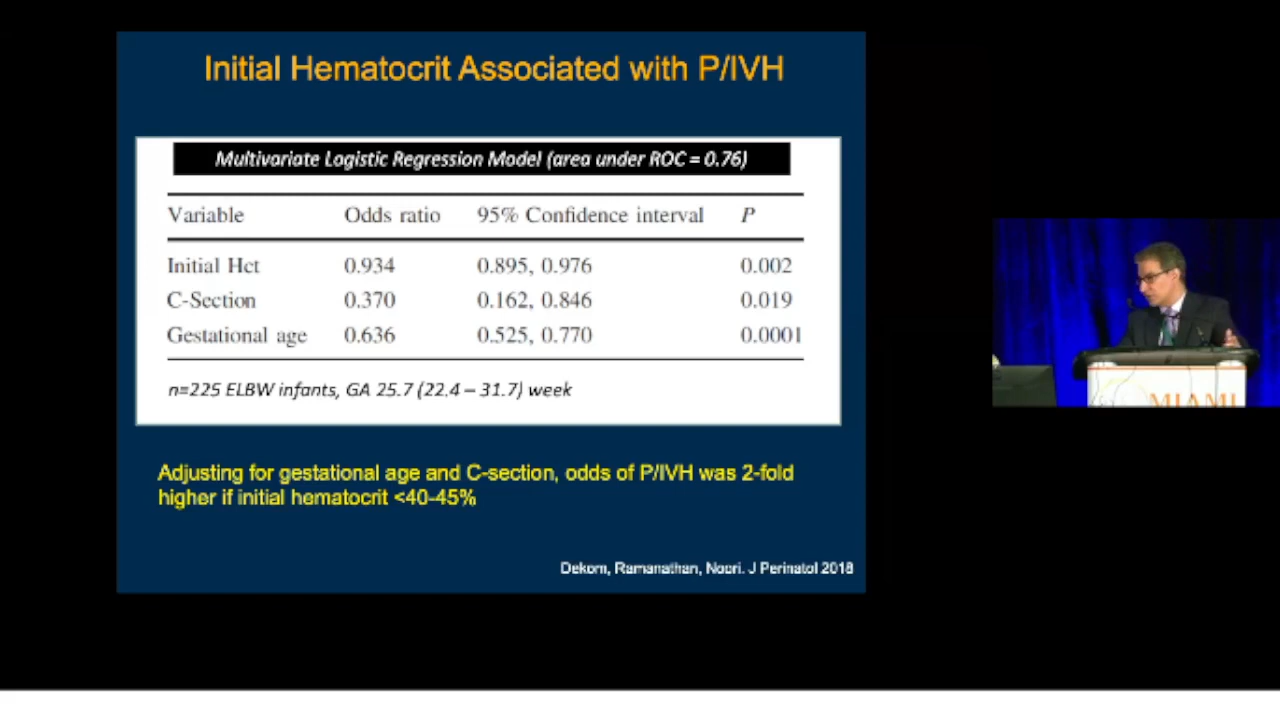 Initial Hematocrit Associated with P/IVH
Multivariate Logistic Regression Model (area under ROC = 0.76)
Variable Odds ratio 95% Confidence interval P
Initial Hct 0.934 0.895, 0.976 0.002
C-Section 0.370 0.162, 0.846 0.019
Gestational age 0.636 0.525, 0.770 0.0001
n=225 ELBW infants, GA 25.7 (22.4 – 31.7) week
Adjusting for gestational age and C-section, odds of P/IVH was 2-fold
higher if initial hematocrit <40-45%
Dekom, Ramanathan, Noori. J Perinatol 2018
MIAMI